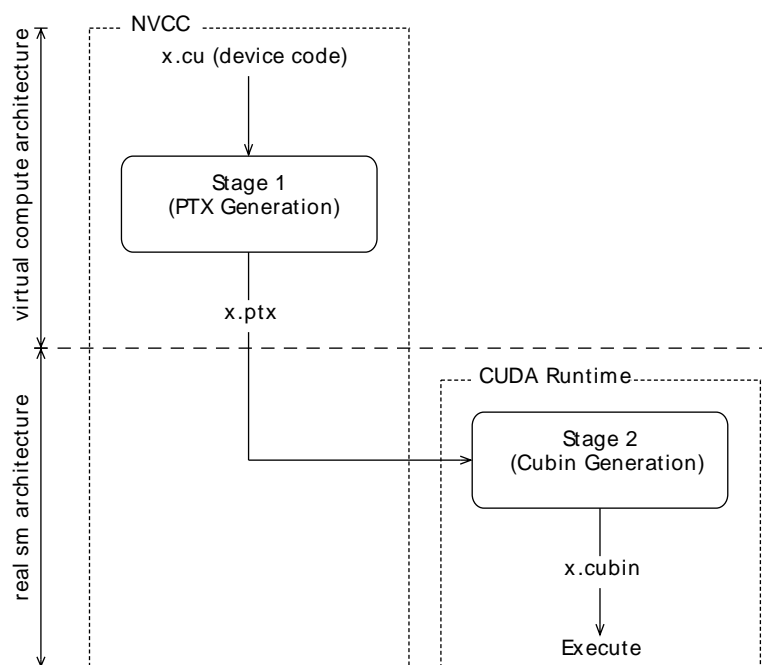 NVCC
x.cu (device code)
Stage 1
(PTX Generation)
x.ptx
virtual compute architecture
CUDA Runtime
Stage 2
(Cubin Generation)
x.cubin
Execute
real sm architecture